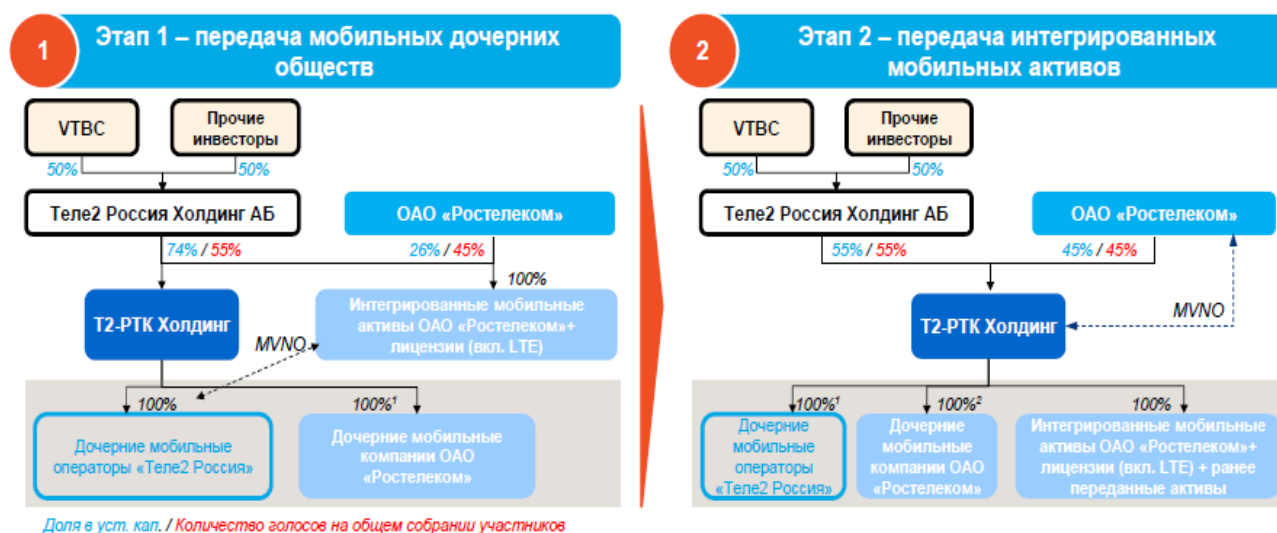 1
Этап 1 – передача мобильных дочерних
обществ
VTBC
Прочие
инвесторы
50%
50%
Теле2 Россия Холдинг АБ
ОАО «Ростелеком»
74% / 55%
26% / 45%
100%
Т2-РТК Холдинг
Интегрированные мобильные
активы ОАО «Ростелеком»+
лицензии (вкл. LTE)
MVNO
100%
100%¹
Дочерние мобильные
операторы «Теле2 Россия»
Дочерние мобильные
компании ОАО
«Ростелеком»
Доля в уст. кап. / Количество голосов на общем собрании участников
2
Этап 2 – передача интегрированных
мобильных активов
VTBC
Прочие
инвесторы
50%
50%
Теле2 Россия Холдинг АБ
ОАО «Ростелеком»
55% / 55%
45% / 45%
Т2-РТК Холдинг
MVNO
100%¹
100%²
100%
Дочерние
мобильные
операторы
«Теле2 Россия»
Дочерние
мобильные
компании ОАО
«Ростелеком»
Интегрированные мобильные
активы ОАО «Ростелеком»+
лицензии (вкл. LTE) + ранее
переданные активы